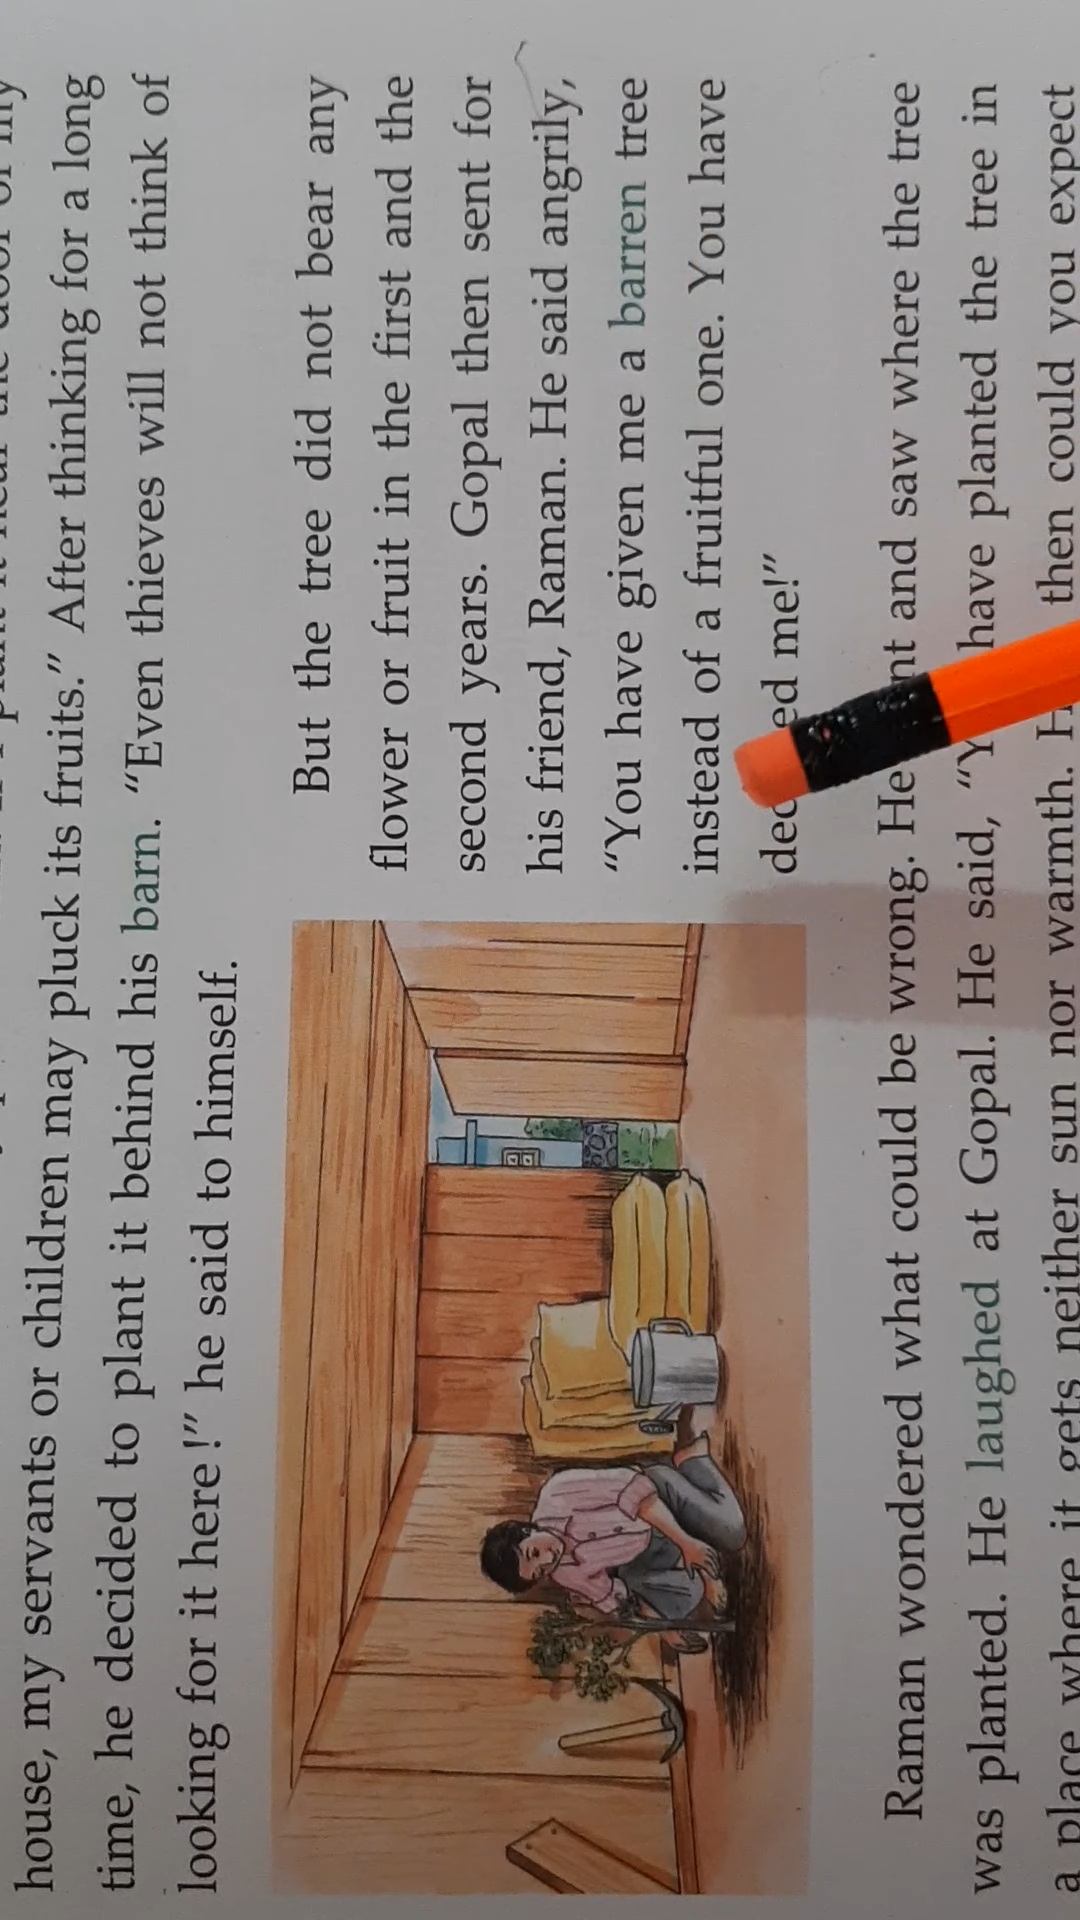 house, my servants or children may pluck its fruits.” After thinking for a long
time, he decided to plant it behind his barn. “Even thieves will not think of
looking for it here !” he said to himself.
But the tree did not bear any
flower or fruit in the first and the
second years. Gopal then sent for
his friend, Raman. He said angrily,
“You have given me a barren tree
instead of a fruitful one. You have
me!”
Raman wondered what could be wrong. He and saw where the tree
was planted. He laughed at Gopal. He said, have planted the tree in
a place where it gets neither sun nor warmth. then could you expect